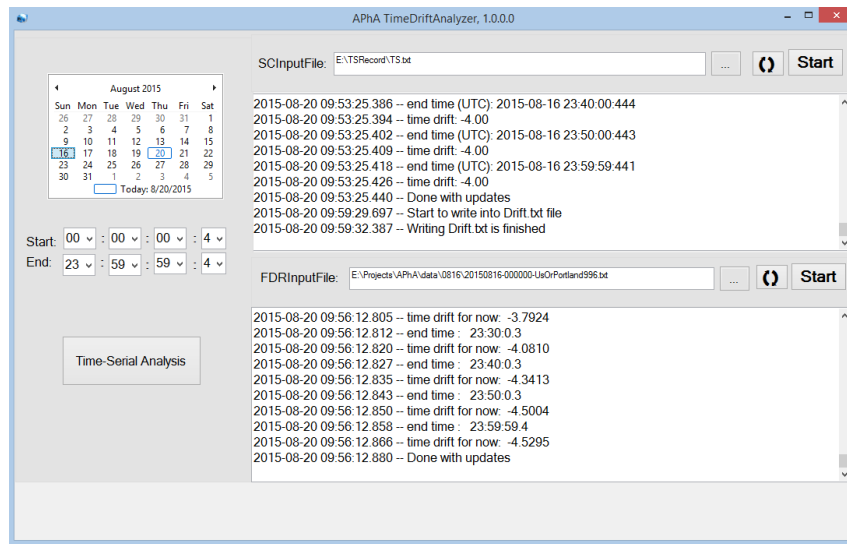 APhA TimeDriftAnalyzer, 1.0.0.0
SCInputFile: E:\TSRecord\TS.txt ... Start
August 2015
Sun Mon Tue Wed Thu Fri Sat
26 27 28 29 30 31 1
2 3 4 5 6 7 8
9 10 11 12 13 14 15
16 17 18 19 20 21 22
23 24 25 26 27 28 29
30 31 1 2 3 4 5
Today: 8/20/2015
Start: 00 : 00 : 00 : 4
End: 23 : 59 : 59 : 4
Time-Serial Analysis
2015-08-20 09:53:25.386 -- end time (UTC): 2015-08-16 23:40:00:444
2015-08-20 09:53:25.394 -- time drift: -4.00
2015-08-20 09:53:25.402 -- end time (UTC): 2015-08-16 23:50:00:443
2015-08-20 09:53:25.409 -- time drift: -4.00
2015-08-20 09:53:25.418 -- end time (UTC): 2015-08-16 23:59:59:441
2015-08-20 09:53:25.426 -- time drift: -4.00
2015-08-20 09:53:25.440 -- Done with updates
2015-08-20 09:59:29.697 -- Start to write into Drift.txt file
2015-08-20 09:59:32.387 -- Writing Drift.txt is finished
FDRInputFile: E:\Projects\APhA\data\0816\20150816-000000-UsOrPortland996.txt ... Start
2015-08-20 09:56:12.805 -- time drift for now: -3.7924
2015-08-20 09:56:12.812 -- end time : 23:30:0.3
2015-08-20 09:56:12.820 -- time drift for now: -4.0810
2015-08-20 09:56:12.827 -- end time : 23:40:0.3
2015-08-20 09:56:12.835 -- time drift for now: -4.3413
2015-08-20 09:56:12.843 -- end time : 23:50:0.3
2015-08-20 09:56:12.850 -- time drift for now: -4.5004
2015-08-20 09:56:12.858 -- end time : 23:59:59.4
2015-08-20 09:56:12.866 -- time drift for now: -4.5295
2015-08-20 09:56:12.880 -- Done with updates